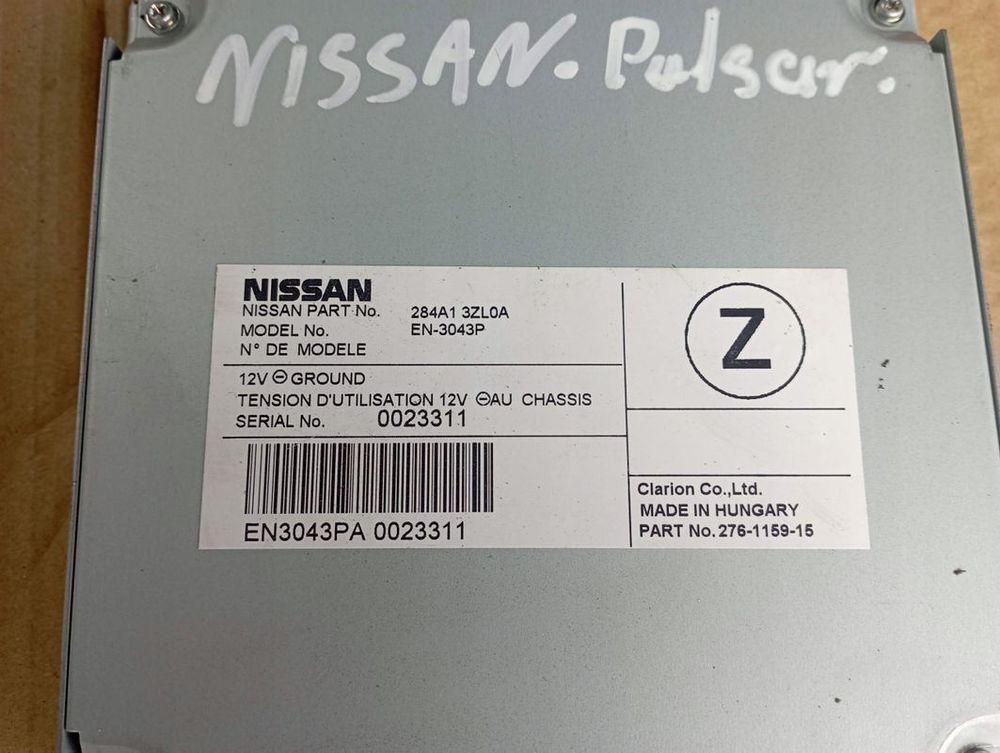 NISSAN. Pulsar.
NISSAN
NISSAN PART No. 284A1 3ZL0A
MODEL No. EN-3043P
N° DE MODELE
12V ⊖ GROUND
TENSION D'UTILISATION 12V ⊖AU CHASSIS
SERIAL No. 0023311
EN3043PA 0023311
Z
Clarion Co.,Ltd.
MADE IN HUNGARY
PART No. 276-1159-15